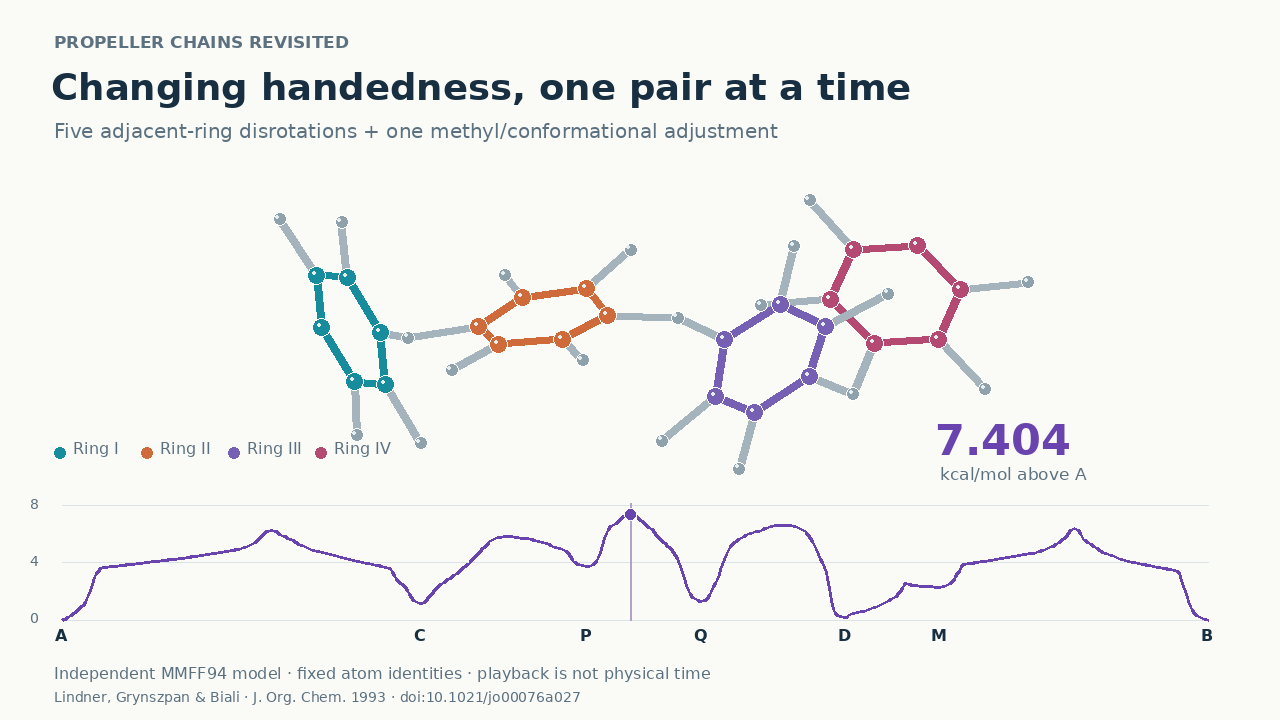 PROPELLER CHAINS REVISITED
Changing handedness, one pair at a time
Five adjacent-ring disrotations + one methyl/conformational adjustment
7.404
kcal/mol above A
Ring I Ring II Ring III Ring IV
8
4
0
A C P Q D M B
Independent MMFF94 model · fixed atom identities · playback is not physical time
Lindner, Grynszpan & Biali · J. Org. Chem. 1993 · doi:10.1021/jo00076a027